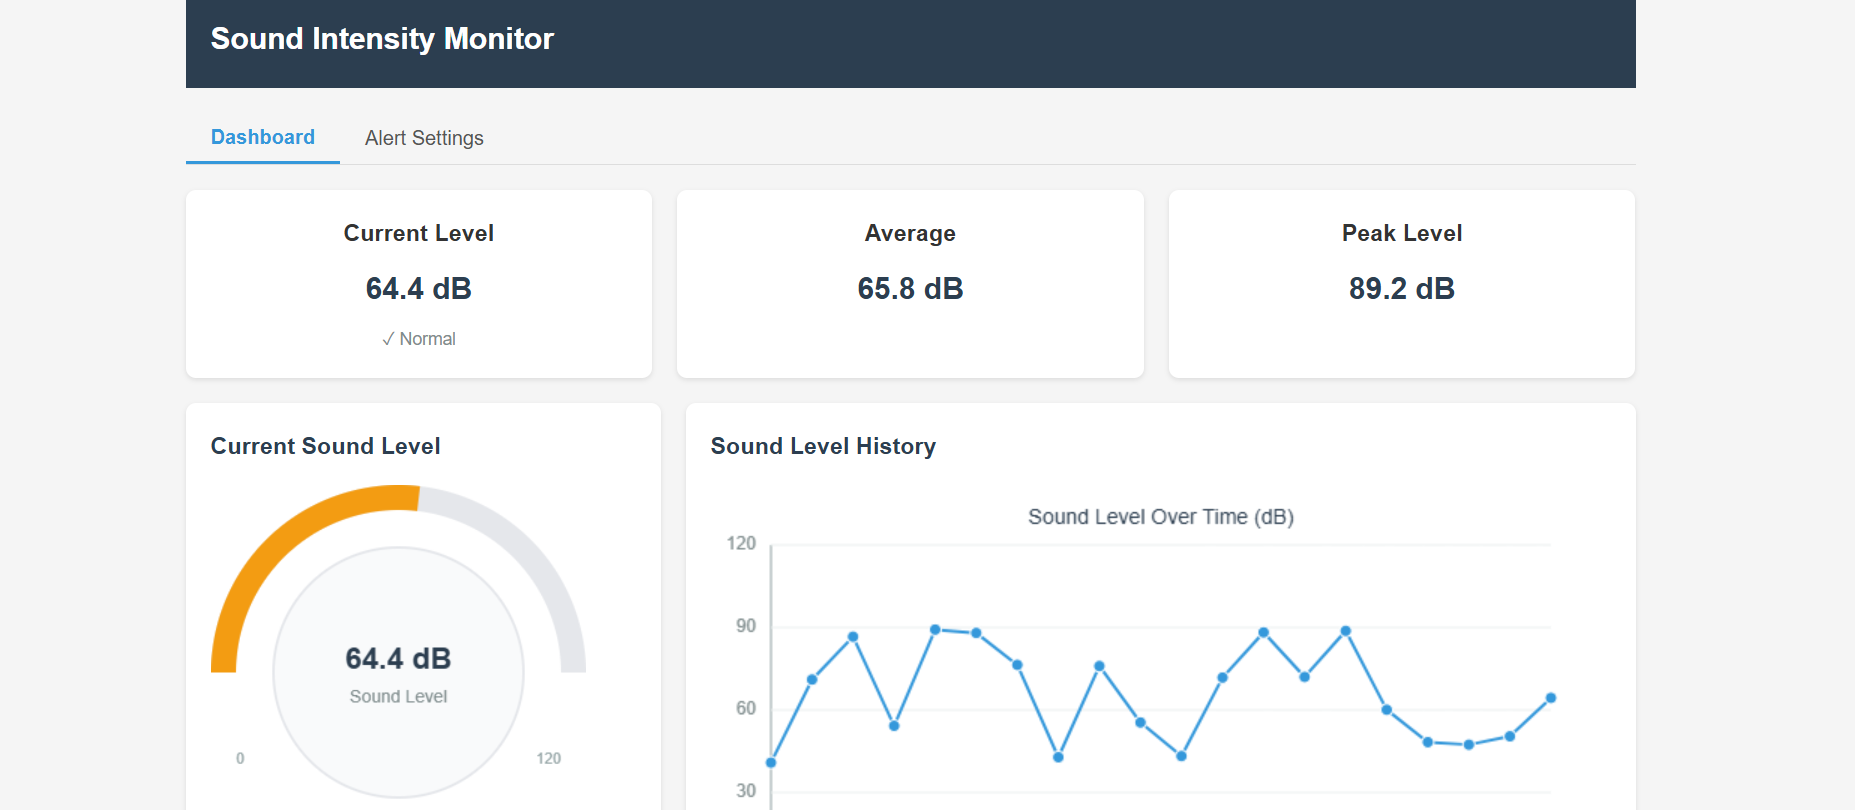 Sound Intensity Monitor
Dashboard
Alert Settings
Current Level
64.4 dB
✓ Normal
Average
65.8 dB
Peak Level
89.2 dB
Current Sound Level
64.4 dB
Sound Level
0
120
Sound Level History
Sound Level Over Time (dB)
120
90
60
30